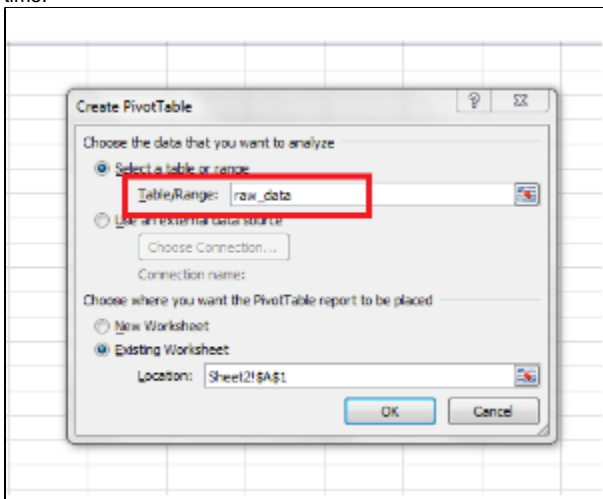 time.
Create PivotTable
Choose the data that you want to analyze
Select a table or range
Table/Range: raw_data
Use an external data source
Choose Connection...
Connection name:
Choose where you want the PivotTable report to be placed
New Worksheet
Existing Worksheet
Location: Sheet2!$A$1
OK Cancel